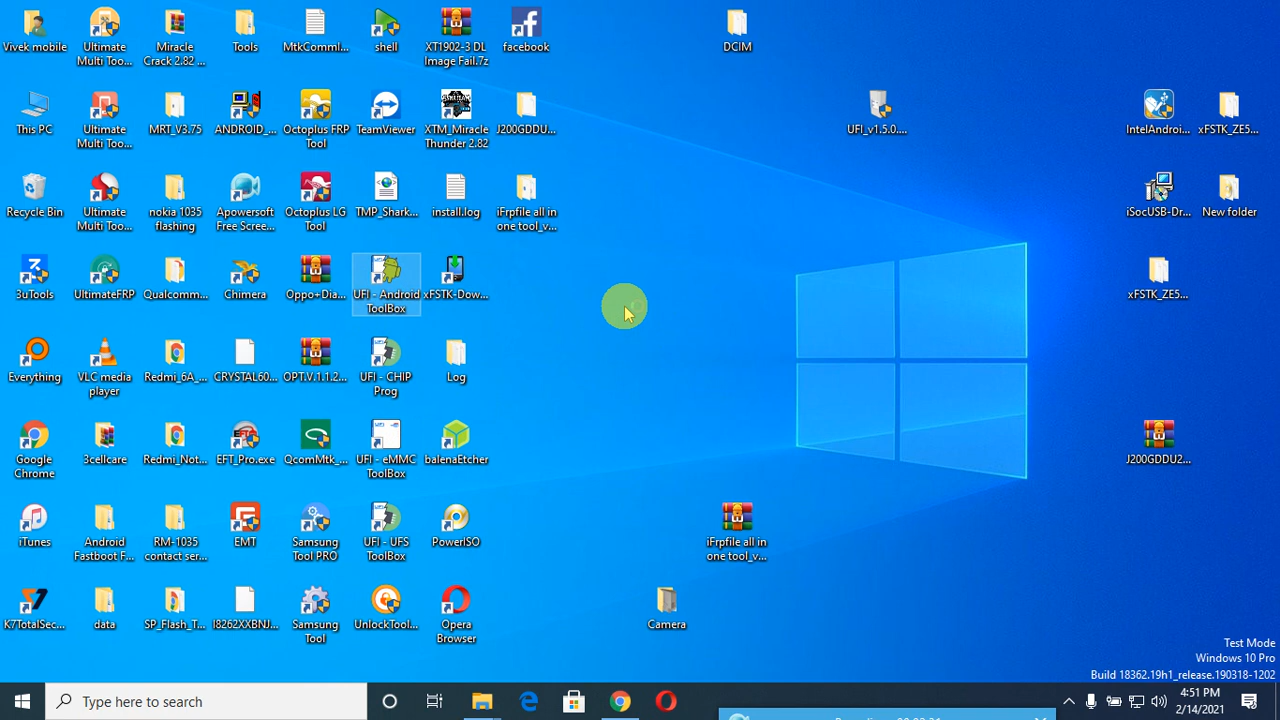 Vivek mobile
Ultimate
Multi Too...
Miracle
Crack 2.82 ...
Tools
MtkComml...
shell
XT1902-3 DL
Image Fail.7z
facebook
DCIM
This PC
Ultimate
Multi Too...
MRT_V3.75
ANDROID_...
Octoplus FRP
Tool
TeamViewer
XTM_Miracle
Thunder 2.82
J200GDDU...
UFI_v1.5.0....
IntelAndroi...
xFSTK_ZE5...
Recycle Bin
Ultimate
Multi Too...
nokia 1035
flashing
Apowersoft
Free Scree...
Octoplus LG
Tool
TMP_Shark...
install.log
iFrpfile all in
one tool_v...
iSocUSB-Dr...
New folder
3uTools
UltimateFRP
Qualcomm...
Chimera
Oppo+Dia...
UFI - Android
ToolBox
xFSTK-Dow...
xFSTK_ZE5...
Everything
VLC media
player
Redmi_6A_...
CRYSTAL60...
OPT.V.1.1.2...
UFI - CHIP
Prog
Log
Google
Chrome
3cellcare
Redmi_Not...
EFT_Pro.exe
QcomMtk_...
UFI - eMMC
ToolBox
balenaEtcher
J200GDDU2...
iTunes
Android
Fastboot F...
RM-1035
contact ser...
EMT
Samsung
Tool PRO
UFI - UFS
ToolBox
PowerISO
iFrpfile all in
one tool_v...
K7TotalSec...
data
SP_Flash_T...
I8262XXBNJ...
Samsung
Tool
UnlockTool...
Opera
Browser
Camera
Test Mode
Windows 10 Pro
Build 18362.19h1_release.190318-1202
Type here to search
4:51 PM
2/14/2021